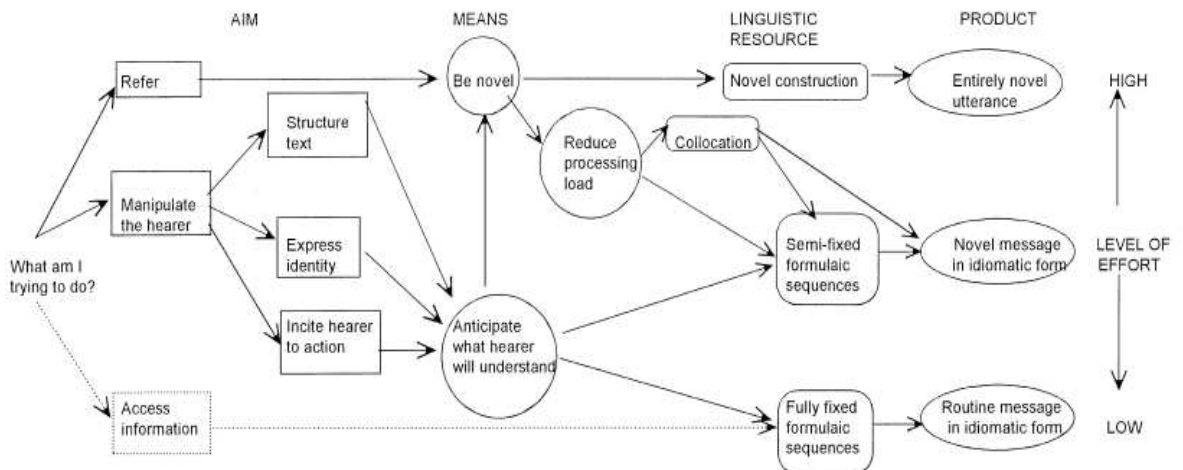 AIM
MEANS
LINGUISTIC
RESOURCE
PRODUCT
Refer
Be novel
Novel construction
Entirely novel
utterance
HIGH
Structure
text
Reduce
processing
load
Collocation
Manipulate
the hearer
Express
identity
Semi-fixed
formulaic
sequences
Novel message
in idiomatic form
LEVEL OF
EFFORT
What am I
trying to do?
Incite hearer
to action
Anticipate
what hearer
will understand
Access
information
Fully fixed
formulaic
sequences
Routine message
in idiomatic form
LOW